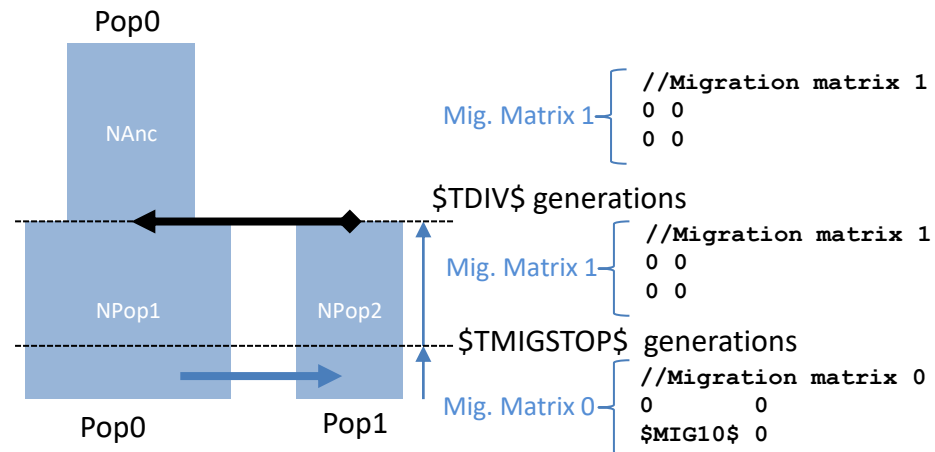 Pop0
NAnc
Mig. Matrix 1
//Migration matrix 1
0 0
0 0
$TDIV$ generations
NPop1
NPop2
Mig. Matrix 1
//Migration matrix 1
0 0
0 0
$TMIGSTOP$ generations
Mig. Matrix 0
//Migration matrix 0
0 0
$MIG10$ 0
Pop0
Pop1